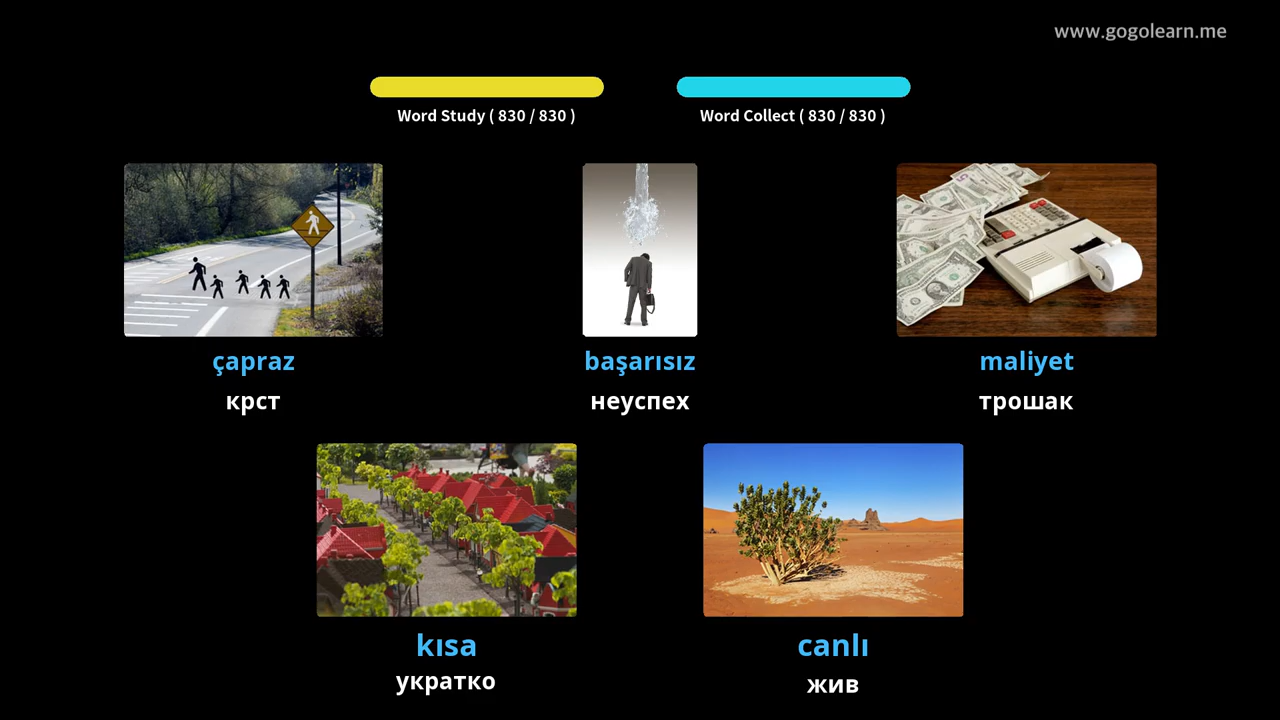 www.gogolearn.me
Word Study ( 830 / 830 )
Word Collect ( 830 / 830 )
çapraz
крст
başarısız
неуспех
maliyet
трошак
kısa
укратко
canlı
жив